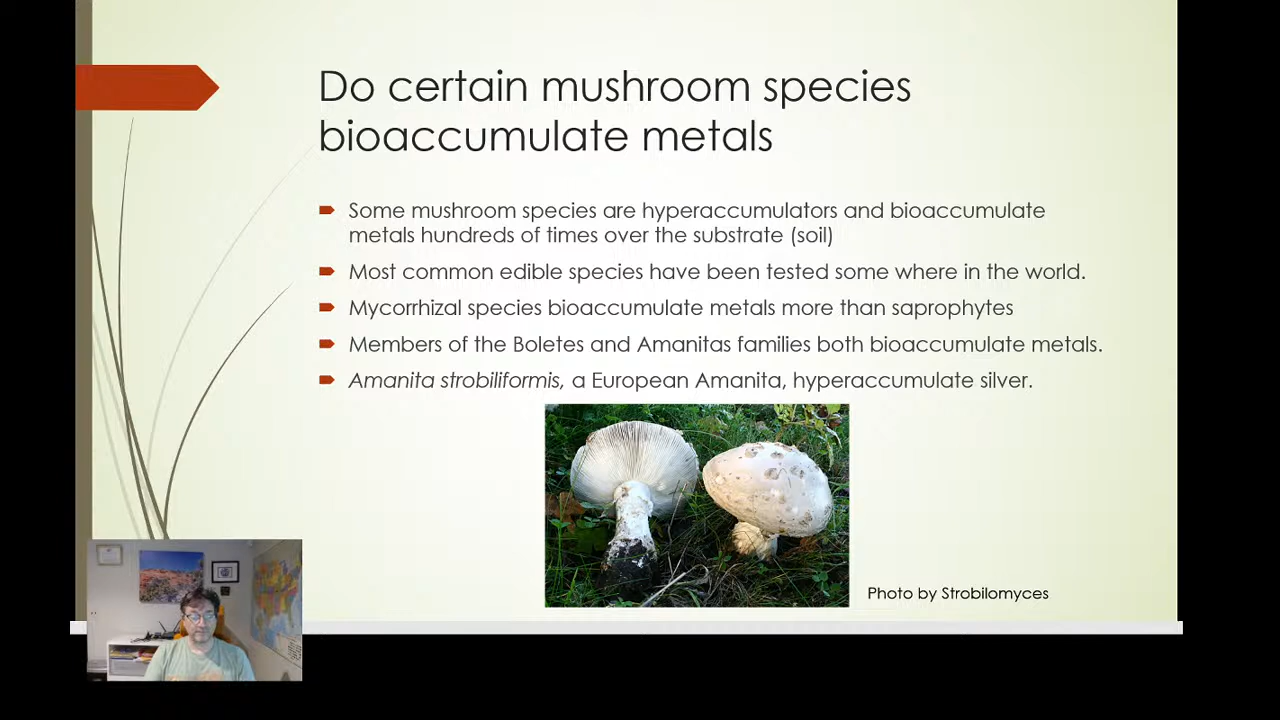 Do certain mushroom species
bioaccumulate metals
Some mushroom species are hyperaccumulators and bioaccumulate
metals hundreds of times over the substrate (soil)
Most common edible species have been tested some where in the world.
Mycorrhizal species bioaccumulate metals more than saprophytes
Members of the Boletes and Amanitas families both bioaccumulate metals.
Amanita strobiliformis, a European Amanita, hyperaccumulate silver.
Photo by Strobilomyces